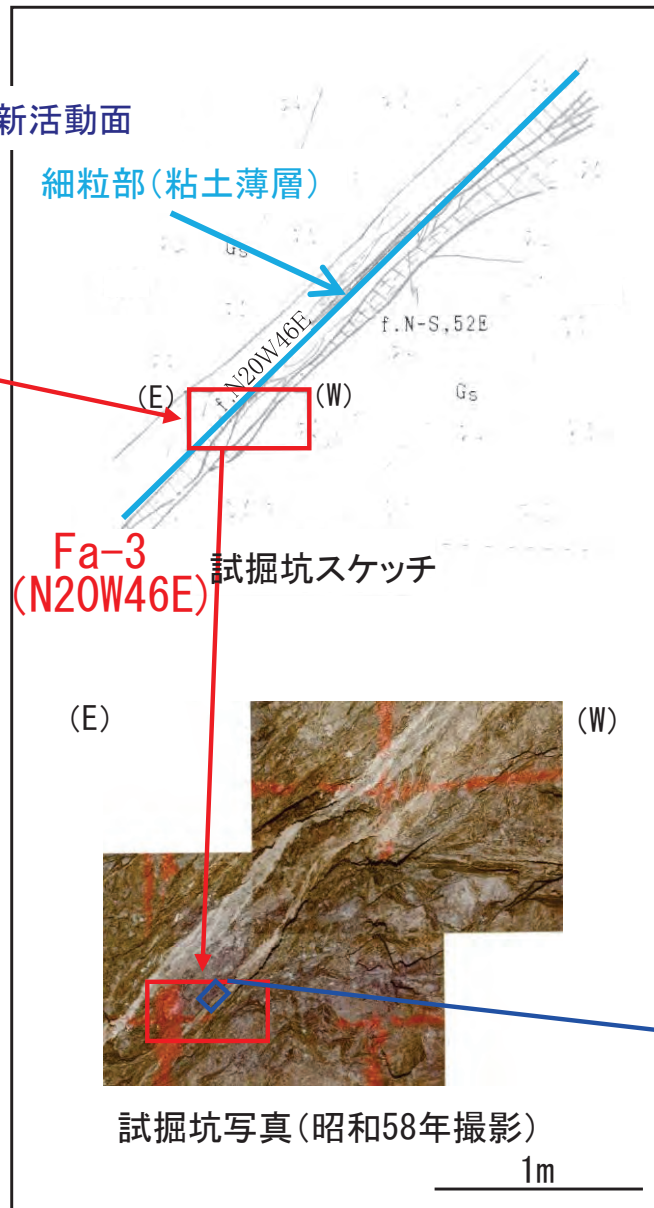 新活動面
細粒部(粘土薄層)
Gs
f.N20W46E
f.N-S,52E
(E)
(W)
Gs
Fa-3
(N20W46E)
試掘坑スケッチ
(E)
(W)
試掘坑写真(昭和58年撮影)
1m